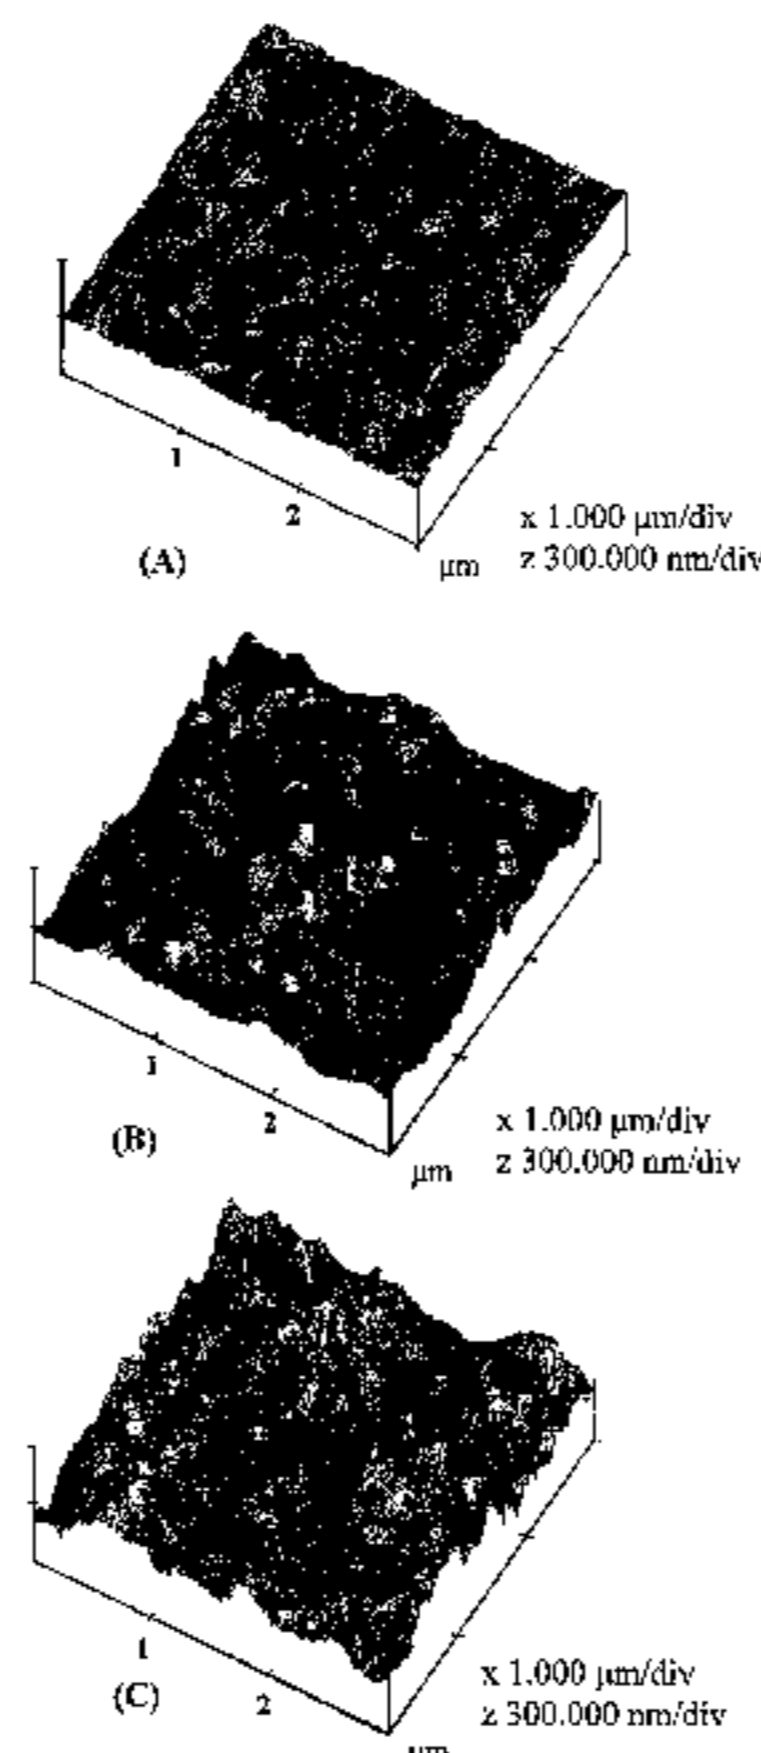 1
2
x 1.000 µm/div
(A)
µm
z 300.000 nm/div
1
2
x 1.000 µm/div
(B)
µm
z 300.000 nm/div
1
x 1.000 µm/div
(C)
2
z 300.000 nm/div
µm